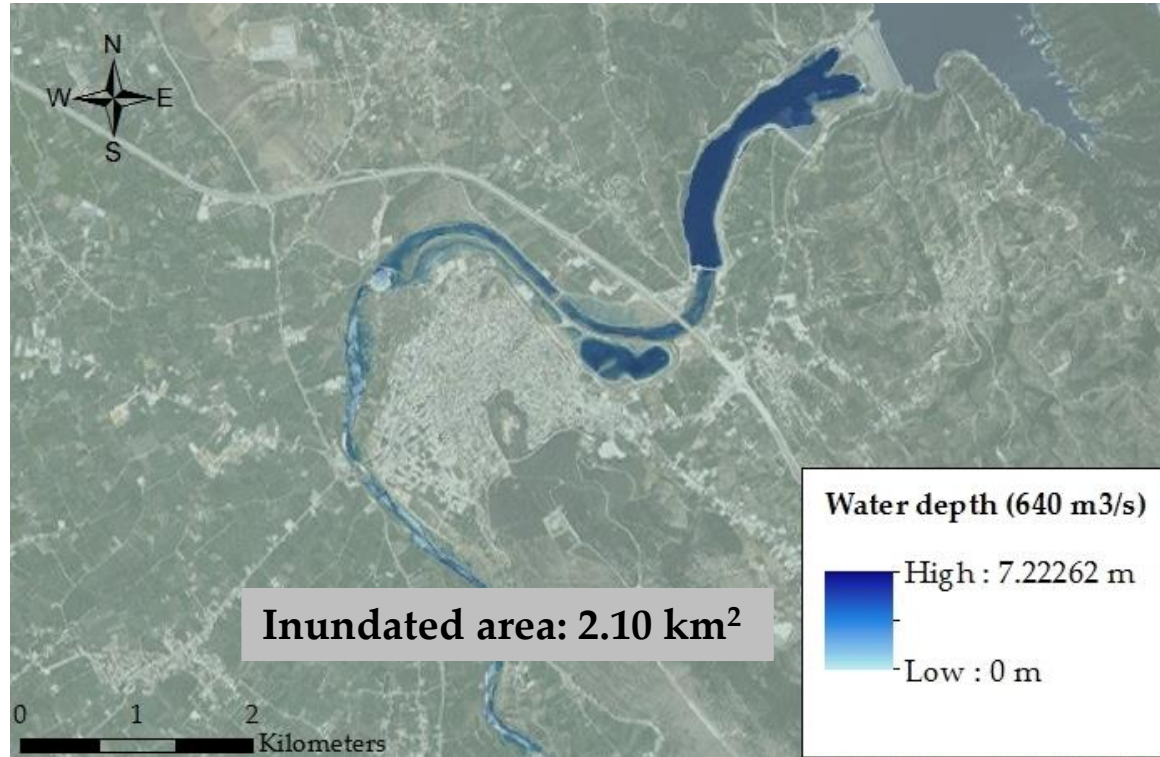 N
W E
S
Inundated area: 2.10 km²
Water depth (640 m3/s)
High : 7.22262 m
Low : 0 m
0 1 2
Kilometers